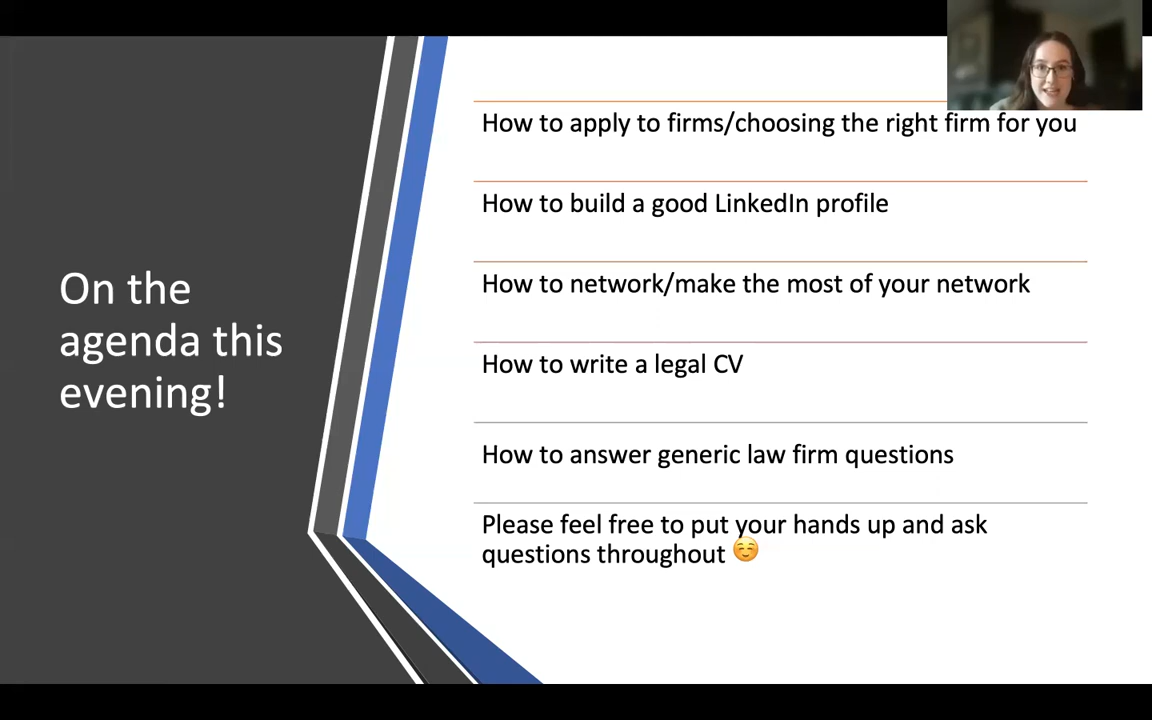 On the
agenda this
evening!
How to apply to firms/choosing the right firm for you
How to build a good LinkedIn profile
How to network/make the most of your network
How to write a legal CV
How to answer generic law firm questions
Please feel free to put your hands up and ask
questions throughout ☺️